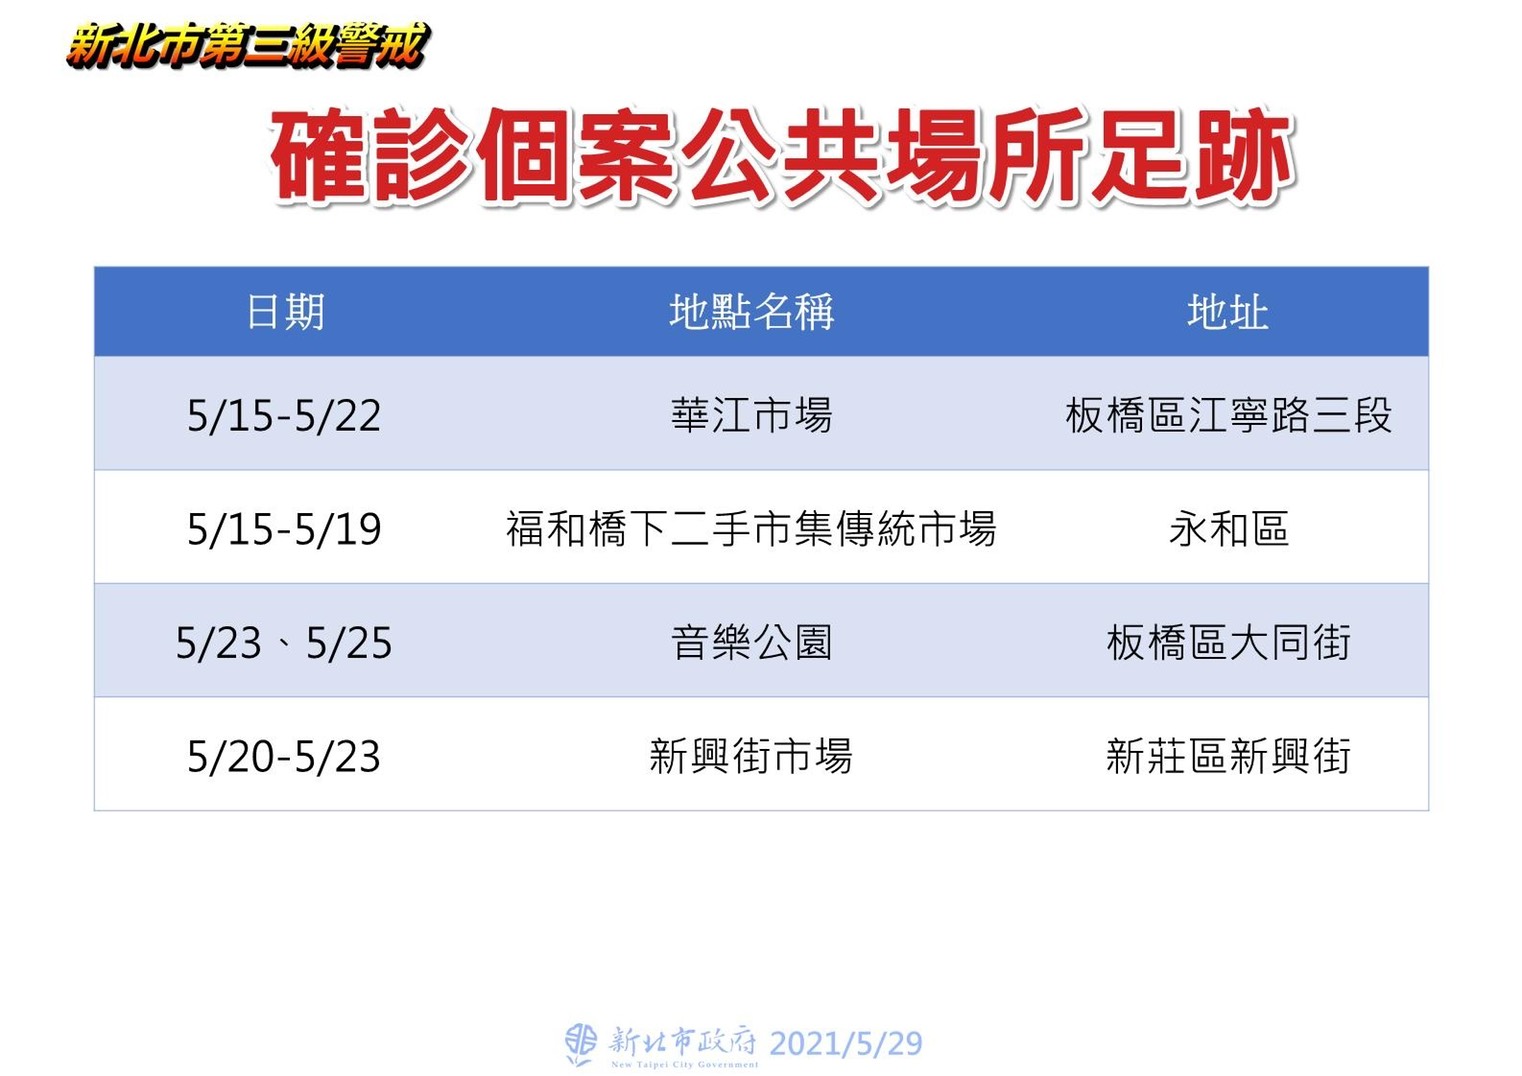 新北市第三級警戒
確診個案公共場所足跡
日期 地點名稱 地址
5/15-5/22 華江市場 板橋區江寧路三段
5/15-5/19 福和橋下二手市集傳統市場 永和區
5/23、5/25 音樂公園 板橋區大同街
5/20-5/23 新興街市場 新莊區新興街
新北市政府 2021/5/29
New Taipei City Government